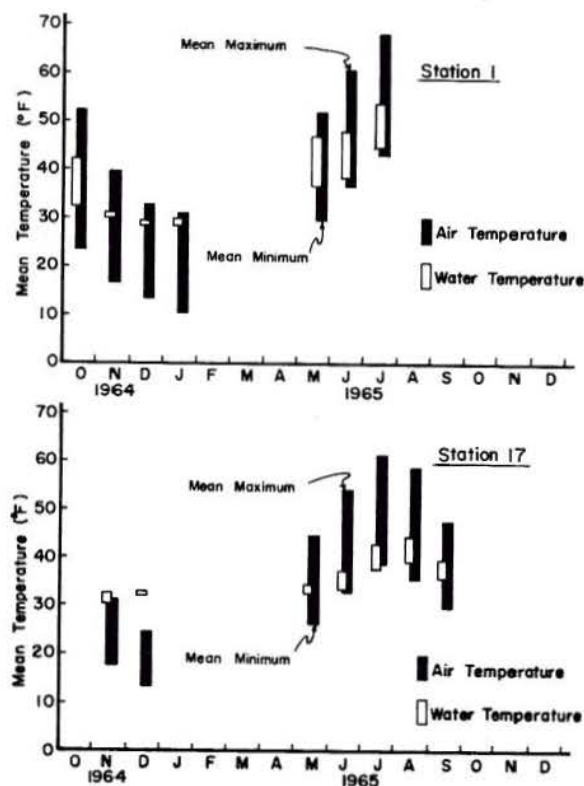 70
Mean Maximum
Station 1
60
50
40
30
20
10
0
Mean Temperature (°F)
Air Temperature
Water Temperature
Mean Minimum
O N D J F M A M J J A S O N D
1964 1965
70
Station 17
60
Mean Maximum
50
40
30
20
10
0
Mean Temperature (°F)
Mean Minimum
Air Temperature
Water Temperature
O N D J F M A M J J A S O N D
1964 1965